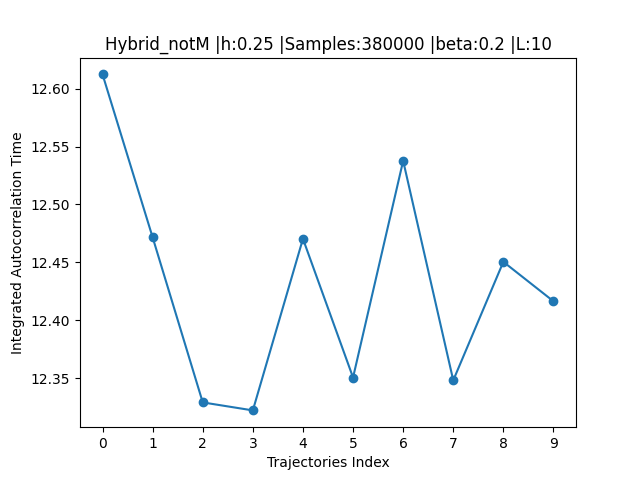 Hybrid_notM |h:0.25 |Samples:380000 |beta:0.2 |L:10
Integrated Autocorrelation Time
12.60
12.55
12.50
12.45
12.40
12.35
0 1 2 3 4 5 6 7 8 9
Trajectories Index